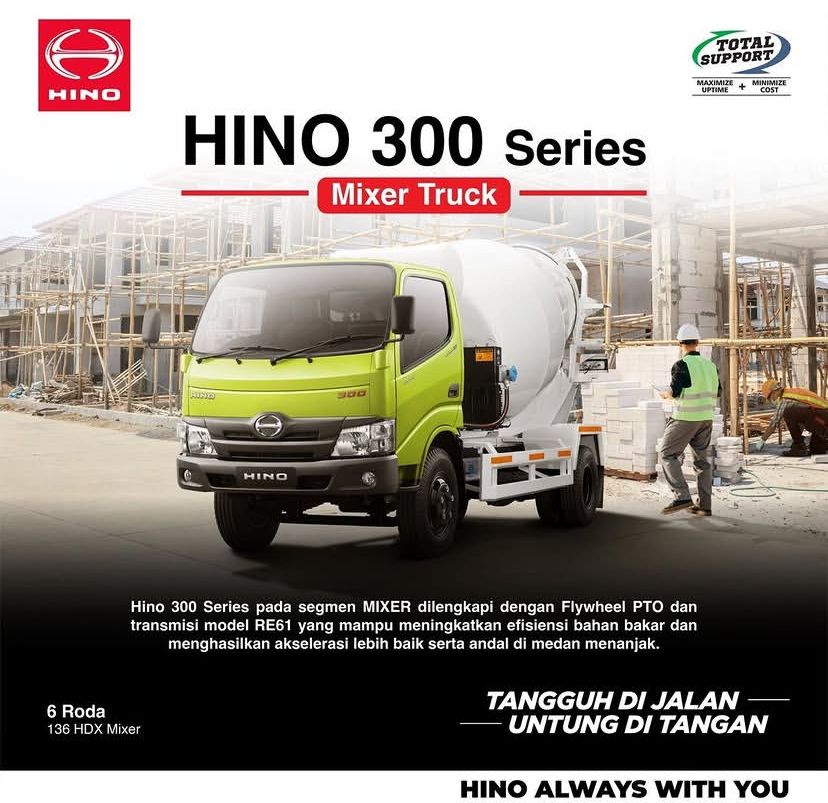 HINO
TOTAL
SUPPORT
MAXIMIZE UPTIME + MINIMIZE COST
HINO 300 Series
Mixer Truck
HINO 300
HINO
Hino 300 Series pada segmen MIXER dilengkapi dengan Flywheel PTO dan
transmisi model RE61 yang mampu meningkatkan efisiensi bahan bakar dan
menghasilkan akselerasi lebih baik serta andal di medan menanjak.
6 Roda
136 HDX Mixer
TANGGUH DI JALAN
UNTUNG DI TANGAN
HINO ALWAYS WITH YOU